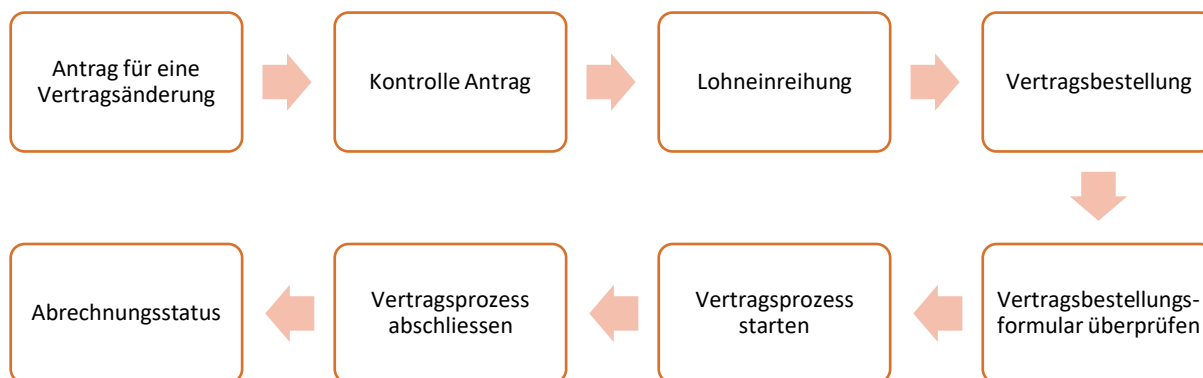 Antrag für eine
Vertragsänderung
Kontrolle Antrag
Lohneinreihung
Vertragsbestellung
Vertragsbestellungs-
formular überprüfen
Vertragsprozess
starten
Vertragsprozess
abschliessen
Abrechnungsstatus